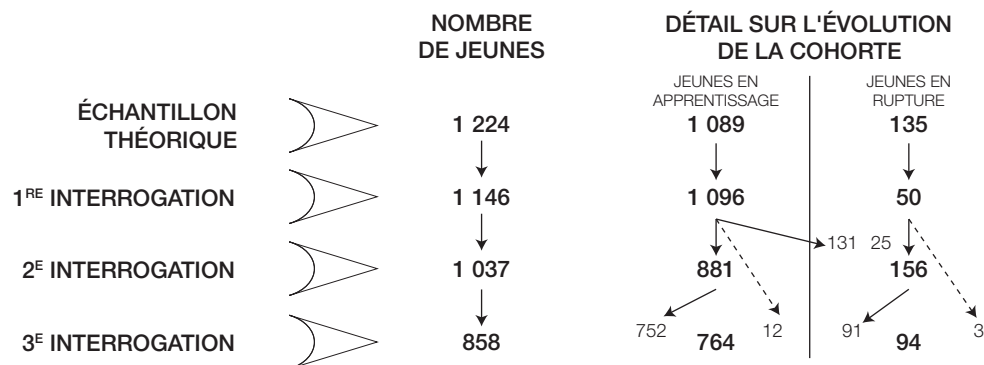 NOMBRE
DE JEUNES
DÉTAIL SUR L'ÉVOLUTION
DE LA COHORTE
JEUNES EN
APPRENTISSAGE
JEUNES EN
RUPTURE
ÉCHANTILLON
THÉORIQUE
1 224
1 089
135
1RE INTERROGATION
1 146
1 096
50
131
25
2E INTERROGATION
1 037
881
156
752
12
91
3
3E INTERROGATION
858
764
94